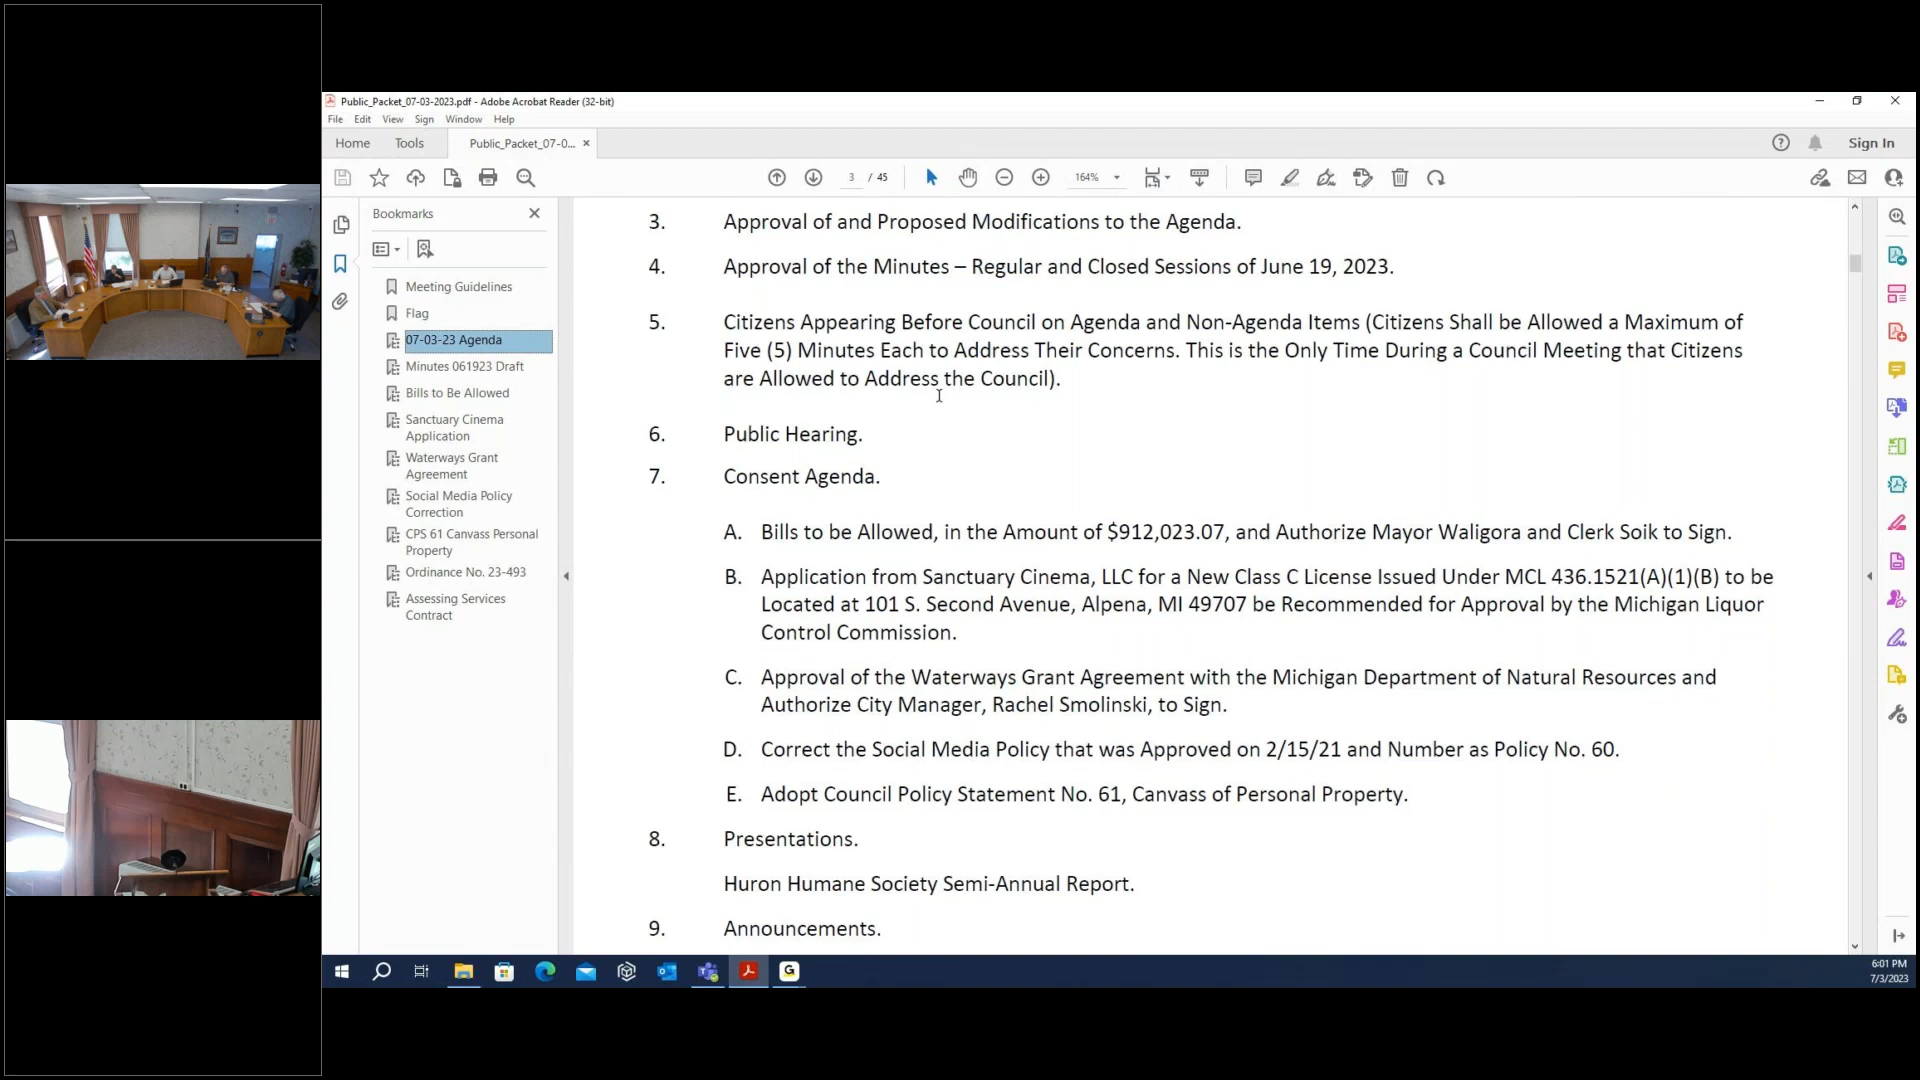 Public_Packet_07-03-2023.pdf - Adobe Acrobat Reader (32-bit)
File Edit View Sign Window Help
Home Tools Public_Packet_07-0... Sign In
3 / 45 164%
Bookmarks
Meeting Guidelines
Flag
07-03-23 Agenda
Minutes 061923 Draft
Bills to Be Allowed
Sanctuary Cinema
Application
Waterways Grant
Agreement
Social Media Policy
Correction
CPS 61 Canvass Personal
Property
Ordinance No. 23-493
Assessing Services
Contract
3. Approval of and Proposed Modifications to the Agenda.
4. Approval of the Minutes – Regular and Closed Sessions of June 19, 2023.
5. Citizens Appearing Before Council on Agenda and Non-Agenda Items (Citizens Shall be Allowed a Maximum of
Five (5) Minutes Each to Address Their Concerns. This is the Only Time During a Council Meeting that Citizens
are Allowed to Address the Council).
6. Public Hearing.
7. Consent Agenda.
A. Bills to be Allowed, in the Amount of $912,023.07, and Authorize Mayor Waligora and Clerk Soik to Sign.
B. Application from Sanctuary Cinema, LLC for a New Class C License Issued Under MCL 436.1521(A)(1)(B) to be
Located at 101 S. Second Avenue, Alpena, MI 49707 be Recommended for Approval by the Michigan Liquor
Control Commission.
C. Approval of the Waterways Grant Agreement with the Michigan Department of Natural Resources and
Authorize City Manager, Rachel Smolinski, to Sign.
D. Correct the Social Media Policy that was Approved on 2/15/21 and Number as Policy No. 60.
E. Adopt Council Policy Statement No. 61, Canvass of Personal Property.
8. Presentations.
Huron Humane Society Semi-Annual Report.
9. Announcements.
6:01 PM
7/3/2023